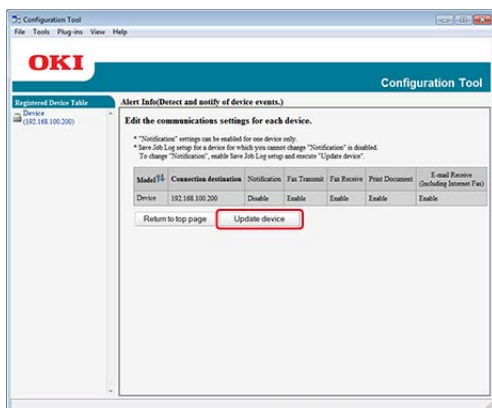 Configuration Tool
File Tools Plug-ins View Help
OKI
Configuration Tool
Registered Device Table
Device
(192.168.100.200)
Alert Info(Detect and notify of device events.)
Edit the communications settings for each device.
* "Notification" settings can be enabled for one device only.
* Save Job Log setup for a device for which you cannot change "Notification" is disabled.
To change "Notification", enable Save Job Log setup and execute "Update device".
Model Connection destination Notification Fax Transmit Fax Receive Print Document E-mail Receive
(Including Internet Fax)
Device 192.168.100.200 Disable Enable Enable Enable Enable
Return to top page Update device